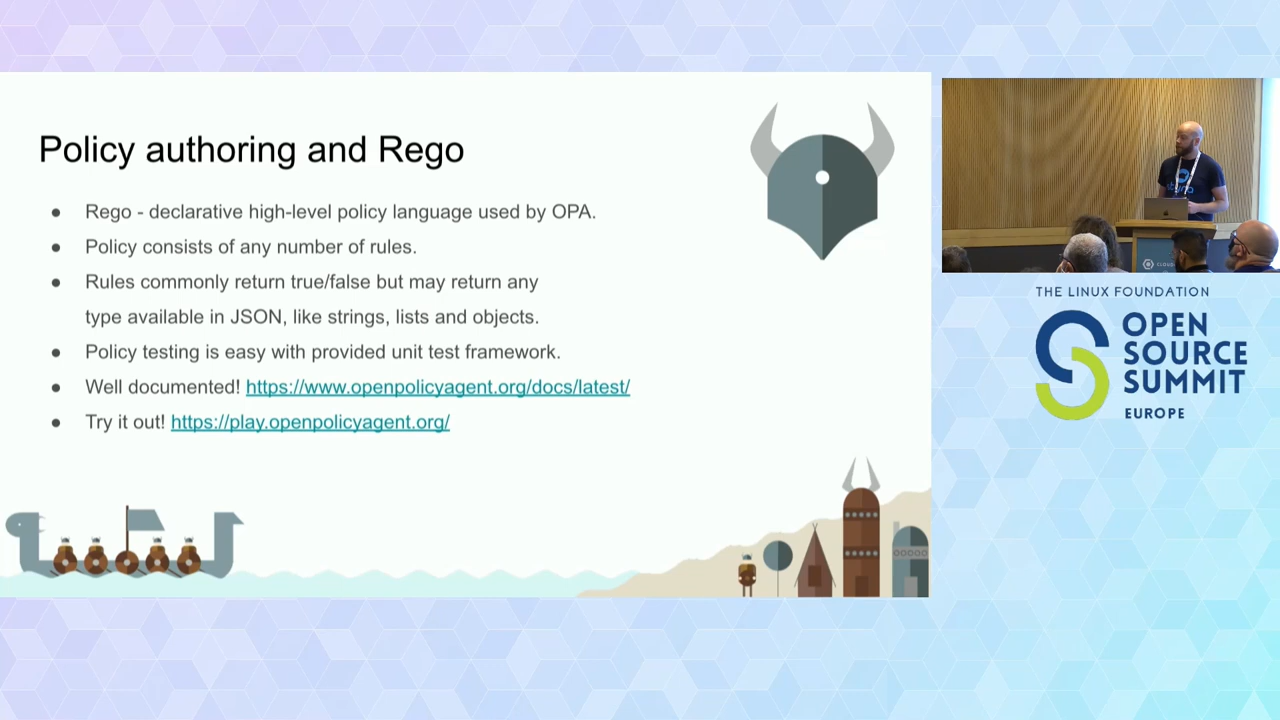 Policy authoring and Rego
● Rego - declarative high-level policy language used by OPA.
● Policy consists of any number of rules.
● Rules commonly return true/false but may return any
type available in JSON, like strings, lists and objects.
● Policy testing is easy with provided unit test framework.
● Well documented! https://www.openpolicyagent.org/docs/latest/
● Try it out! https://play.openpolicyagent.org/
THE LINUX FOUNDATION
OPEN
SOURCE
SUMMIT
EUROPE